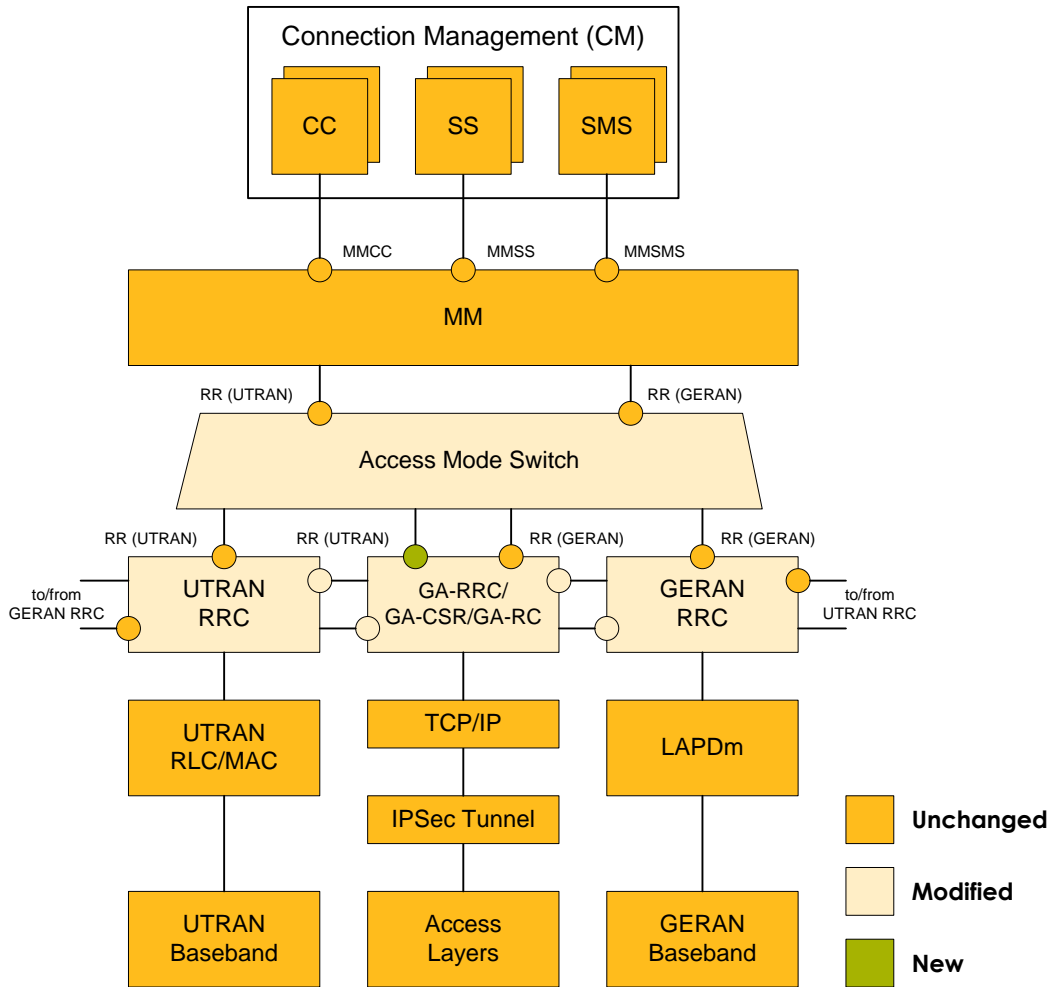 Connection Management (CM)
CC
SS
SMS
MMCC
MMSS
MMSMS
MM
RR (UTRAN)
RR (GERAN)
Access Mode Switch
RR (UTRAN)
RR (UTRAN)
RR (GERAN)
RR (GERAN)
to/from
GERAN RRC
UTRAN
RRC
GA-RRC/
GA-CSR/GA-RC
GERAN
RRC
to/from
UTRAN RRC
UTRAN
RLC/MAC
TCP/IP
LAPDm
IPSec Tunnel
UTRAN
Baseband
Access
Layers
GERAN
Baseband
Unchanged
Modified
New